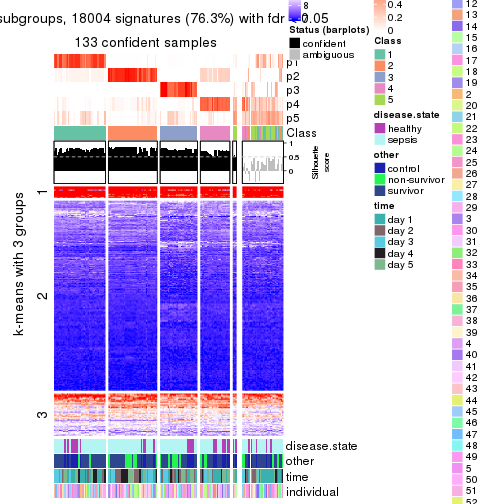 subgroups, 18004 signatures (76.3%) with fdr < 0.05
133 confident samples
p1
p2
p3
p4
p5
Class
1
0.5
0
Silhouette
score
k-means with 3 groups
1
2
3
disease.state
other
time
individual
8
0
Status (barplots)
confident
ambiguous
0.4
0.2
0
Class
1
2
3
4
5
disease.state
healthy
sepsis
other
control
non-survivor
survivor
time
day 1
day 2
day 3
day 4
day 5
12
13
14
15
16
17
18
19
2
20
21
22
23
24
25
26
27
28
29
3
30
31
32
33
34
35
36
37
38
39
4
40
41
42
43
44
45
46
47
48
49
5
50
51